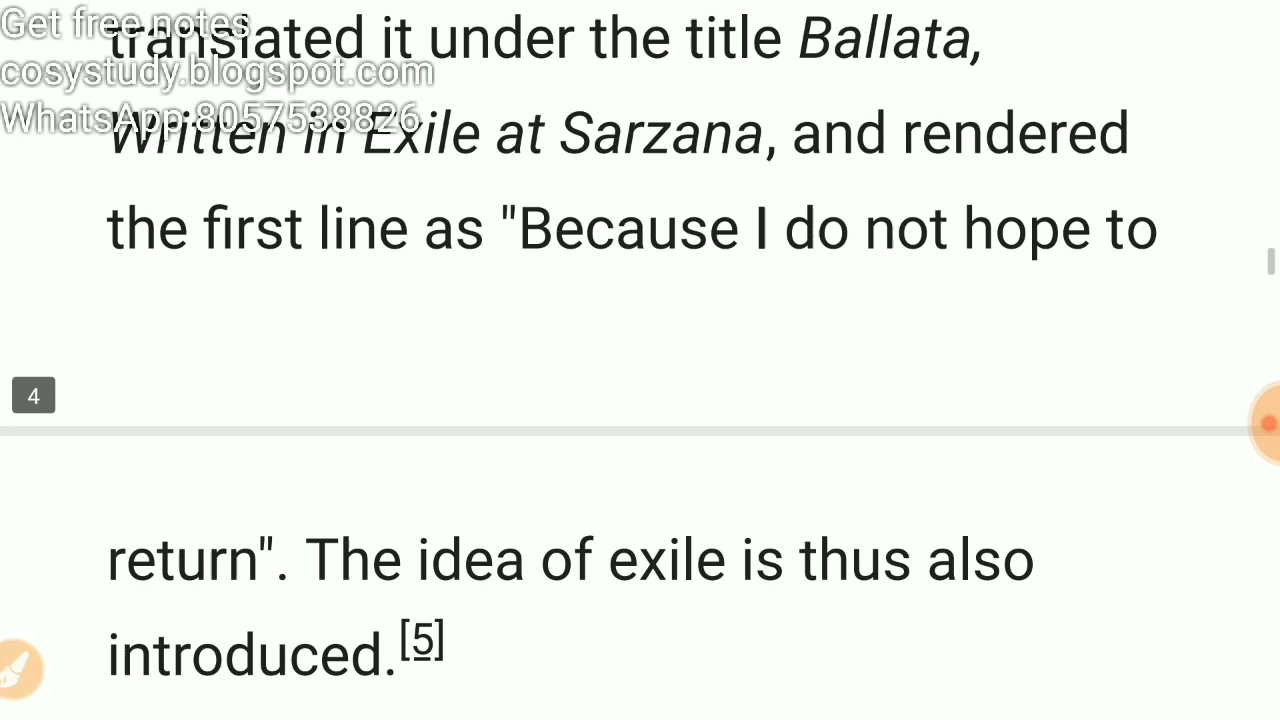 Get free notes
translated it under the title Ballata,
cosystudy.blogspot.com
WhatsApp 8057538826
Written in Exile at Sarzana, and rendered
the first line as "Because I do not hope to
4
return". The idea of exile is thus also
introduced.[5]